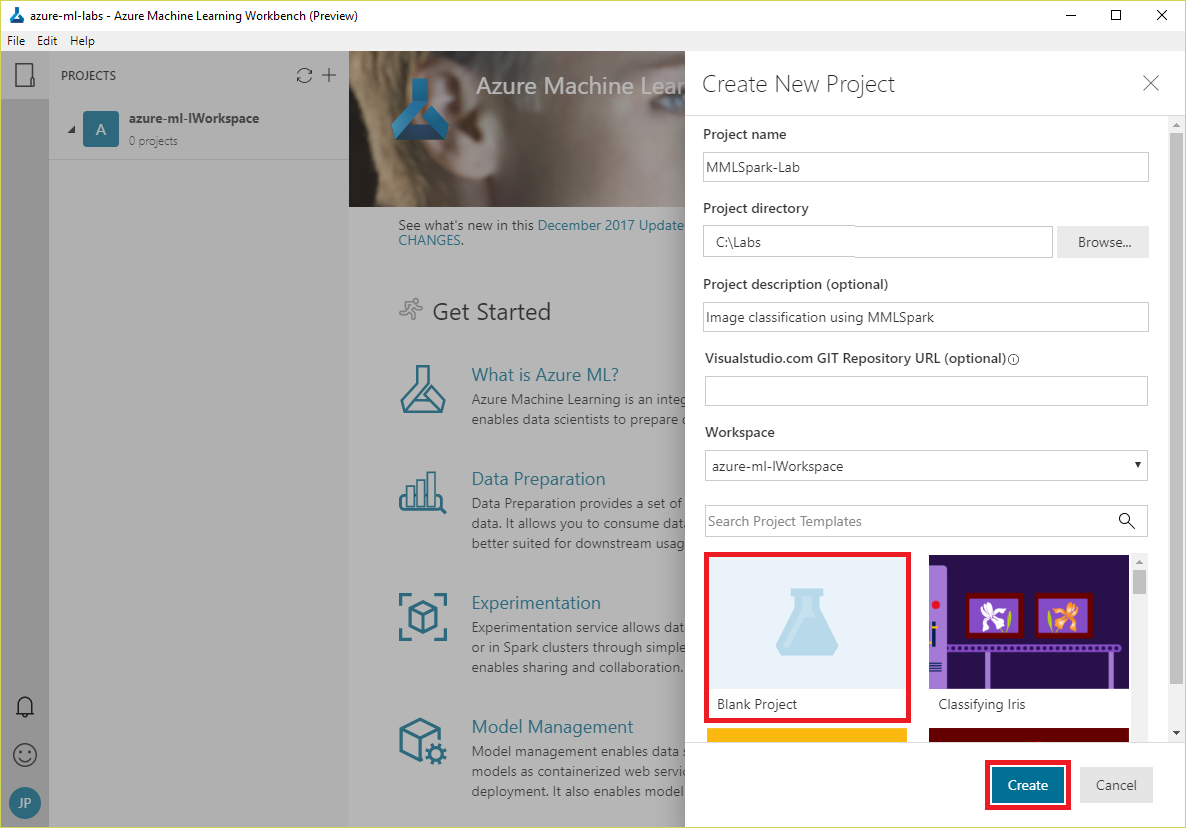 azure-ml-labs - Azure Machine Learning Workbench (Preview)
File Edit Help
PROJECTS
A
azure-ml-lWorkspace
0 projects
JP
Azure Machine Lear
See what's new in this December 2017 Update
CHANGES.
Get Started
What is Azure ML?
Azure Machine Learning is an integ
enables data scientists to prepare
Data Preparation
Data Preparation provides a set of
data. It allows you to consume data
better suited for downstream usag
Experimentation
Experimentation service allows dat
or in Spark clusters through simple
enables sharing and collaboration.
Model Management
Model management enables data
models as containerized web servic
deployment. It also enables model
Create New Project
Project name
MMLSpark-Lab
Project directory
C:\Labs
Browse...
Project description (optional)
Image classification using MMLSpark
Visualstudio.com GIT Repository URL (optional)
Workspace
azure-ml-lWorkspace
Search Project Templates
Blank Project
Classifying Iris
Create
Cancel